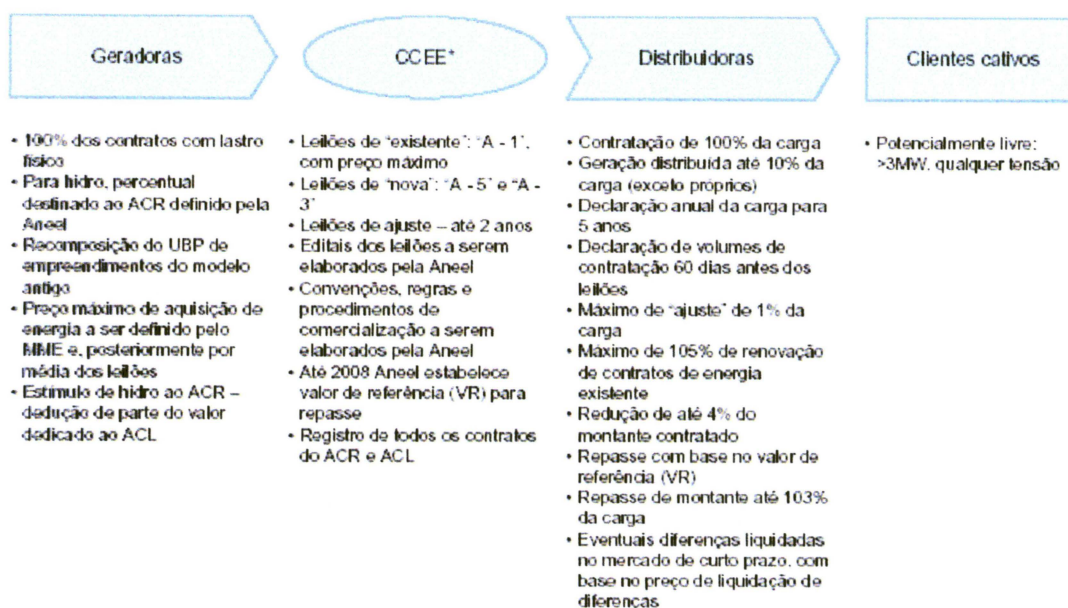 Geradoras
• 100% dos contratos com lastro
físico
• Para hidro, percentual
destinado ao ACR definido pela
Aneel
• Recomposição do UBP de
empreendimentos do modelo
antigo
• Preço máximo de aquisição de
energia a ser definido pelo
MME e, posteriormente por
média dos leilões
• Estímulo de hidro ao ACR –
dedução de parte do valor
dedicado ao ACL
CCEE*
• Leilões de "existente": "A - 1",
com preço máximo
• Leilões de "nova": "A - 5" e "A -
3"
• Leilões de ajuste – até 2 anos
• Editais dos leilões a serem
elaborados pela Aneel
• Convenções, regras e
procedimentos de
comercialização a serem
elaborados pela Aneel
• Até 2008 Aneel estabelece
valor de referência (VR) para
repasse
• Registro de todos os contratos
do ACR e ACL
Distribuidoras
• Contratação de 100% da carga
• Geração distribuída até 10% da
carga (exceto próprios)
• Declaração anual da carga para
5 anos
• Declaração de volumes de
contratação 60 dias antes dos
leilões
• Máximo de "ajuste" de 1% da
carga
• Máximo de 105% de renovação
de contratos de energia
existente
• Redução de até 4% do
montante contratado
• Repasse com base no valor de
referência (VR)
• Repasse de montante até 103%
da carga
• Eventuais diferenças liquidadas
no mercado de curto prazo, com
base no preço de liquidação de
diferenças
Clientes cativos
• Potencialmente livre:
>3MW, qualquer tensão